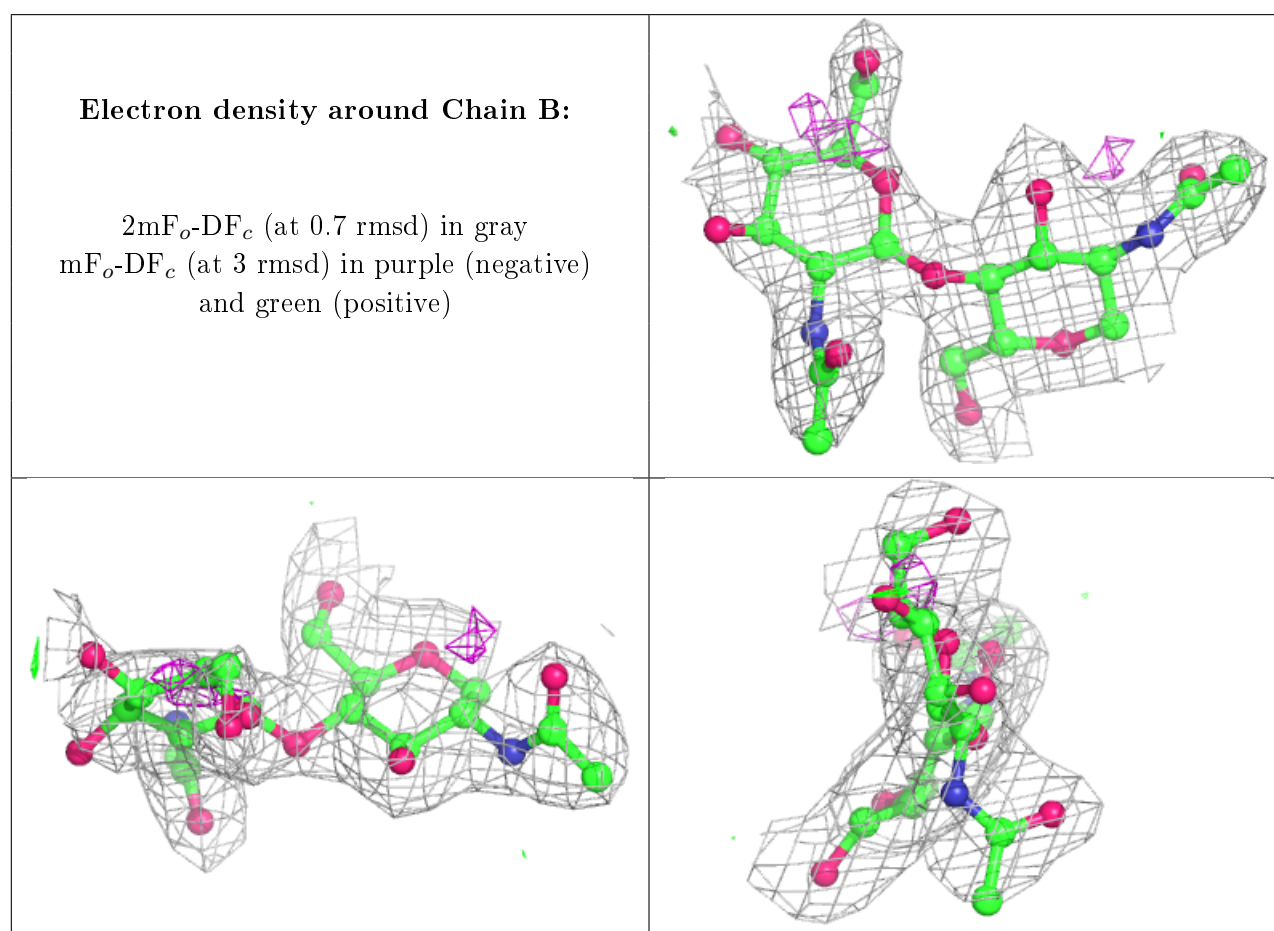 Electron density around Chain B:
2mFo-DFc (at 0.7 rmsd) in gray
mFo-DFc (at 3 rmsd) in purple (negative)
and green (positive)